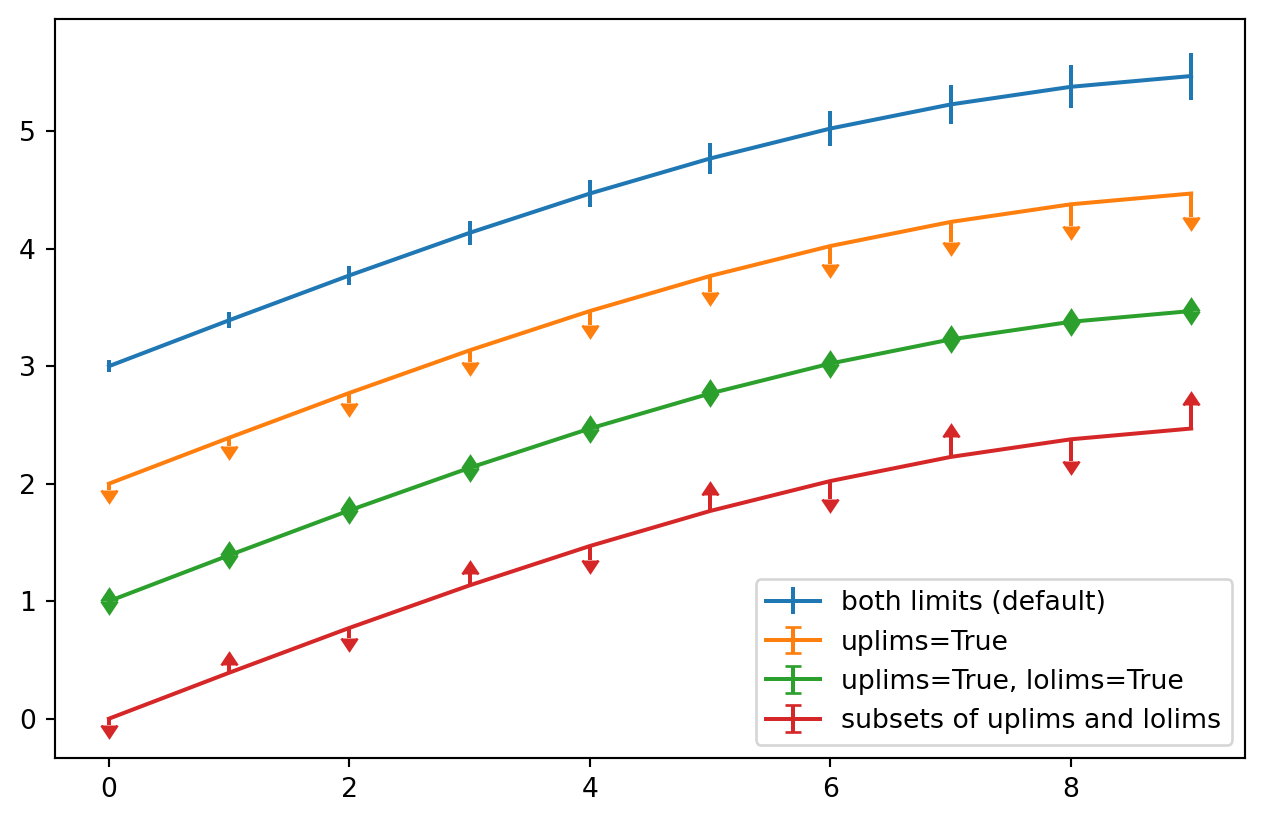 5
4
3
2
1
0
both limits (default)
uplims=True
uplims=True, lolims=True
subsets of uplims and lolims
0 2 4 6 8